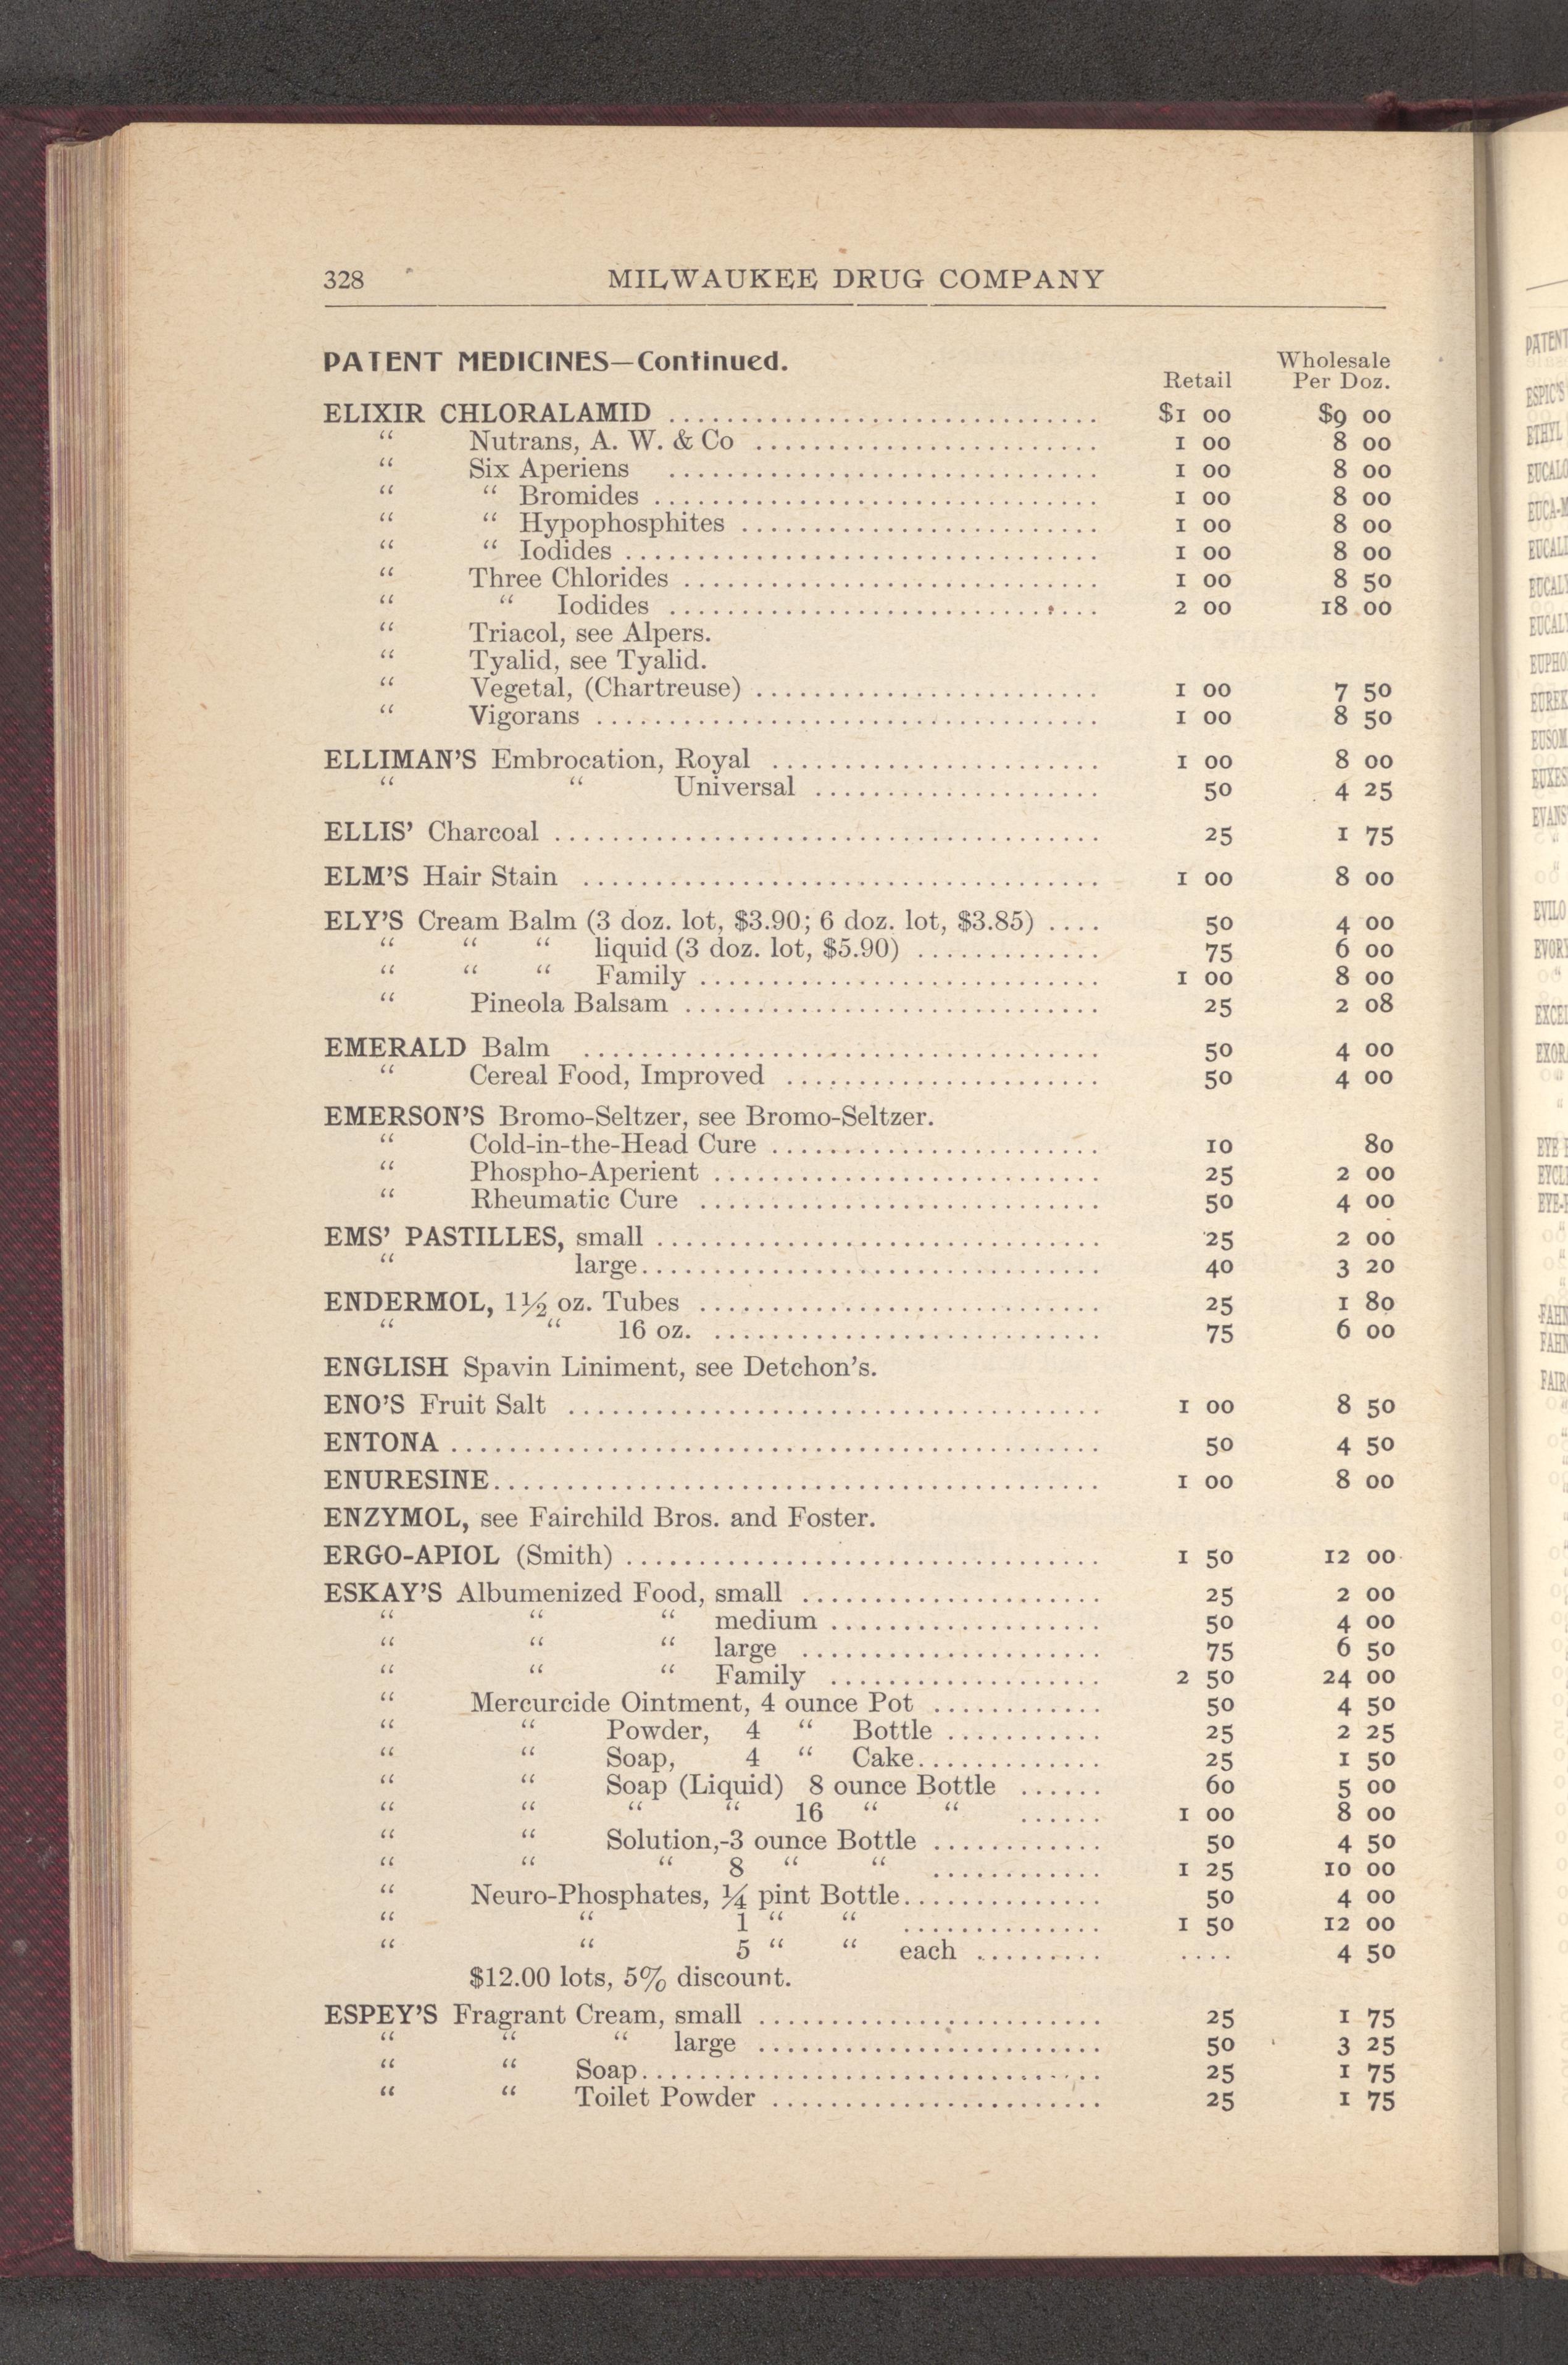 328 MILWAUKEE DRUG COMPANY
PATENT MEDICINES—Continued. Retail Wholesale Per Doz.
ELIXIR CHLORALAMID .............................. $1 00 $9 00
“ Nutrans, A. W. & Co ........................ 1 00 8 00
“ Six Aperiens .............................. 1 00 8 00
“ “ Bromides ............................... 1 00 8 00
“ “ Hypophosphites ......................... 1 00 8 00
“ “ Iodides ................................. 1 00 8 00
“ Three Chlorides ............................. 1 00 8 50
“ “ Iodides .............................. 2 00 18 00
“ Triacol, see Alpers.
“ Tyalid, see Tyalid.
“ Vegetal, (Chartreuse) ........................ 1 00 7 50
“ Vigorans ................................... 1 00 8 50
ELLIMAN'S Embrocation, Royal ....................... 1 00 8 00
“ “ Universal .................... 50 4 25
ELLIS' Charcoal ...................................... 25 1 75
ELM'S Hair Stain .................................... 1 00 8 00
ELY'S Cream Balm (3 doz. lot, $3.90; 6 doz. lot, $3.85) .... 50 4 00
“ “ “ liquid (3 doz. lot, $5.90) ............. 75 6 00
“ “ “ Family ............................ 1 00 8 00
“ Pineola Balsam ............................. 25 2 08
EMERALD Balm .................................... 50 4 00
“ Cereal Food, Improved ...................... 50 4 00
EMERSON'S Bromo-Seltzer, see Bromo-Seltzer.
“ Cold-in-the-Head Cure ....................... 10 80
“ Phospho-Aperient ........................... 25 2 00
“ Rheumatic Cure ............................ 50 4 00
EMS' PASTILLES, small ............................... 25 2 00
“ large................................ 40 3 20
ENDERMOL, 1½ oz. Tubes ............................ 25 1 80
“ “ 16 oz. ........................... 75 6 00
ENGLISH Spavin Liniment, see Detchon's.
ENO'S Fruit Salt ..................................... 1 00 8 50
ENTONA ............................................. 50 4 50
ENURESINE.......................................... 1 00 8 00
ENZYMOL, see Fairchild Bros. and Foster.
ERGO-APIOL (Smith) ................................. 1 50 12 00
ESKAY'S Albumenized Food, small ..................... 25 2 00
“ “ “ medium ................... 50 4 00
“ “ “ large ..................... 75 6 50
“ “ “ Family ................... 2 50 24 00
“ Mercurcide Ointment, 4 ounce Pot ............ 50 4 50
“ “ Powder, 4 “ Bottle ........... 25 2 25
“ “ Soap, 4 “ Cake............. 25 1 50
“ “ Soap (Liquid) 8 ounce Bottle ...... 60 5 00
“ “ “ “ 16 “ “ ...... 1 00 8 00
“ “ Solution,-3 ounce Bottle ............ 50 4 50
“ “ “ 8 “ “ ............ 1 25 10 00
“ Neuro-Phosphates, ¼ pint Bottle.............. 50 4 00
“ “ 1 “ “ .............. 1 50 12 00
“ “ 5 “ “ each ......... .... 4 50
$12.00 lots, 5% discount.
ESPEY'S Fragrant Cream, small ........................ 25 1 75
“ “ “ large ........................ 50 3 25
“ “ Soap................................ 25 1 75
“ “ Toilet Powder ....................... 25 1 75